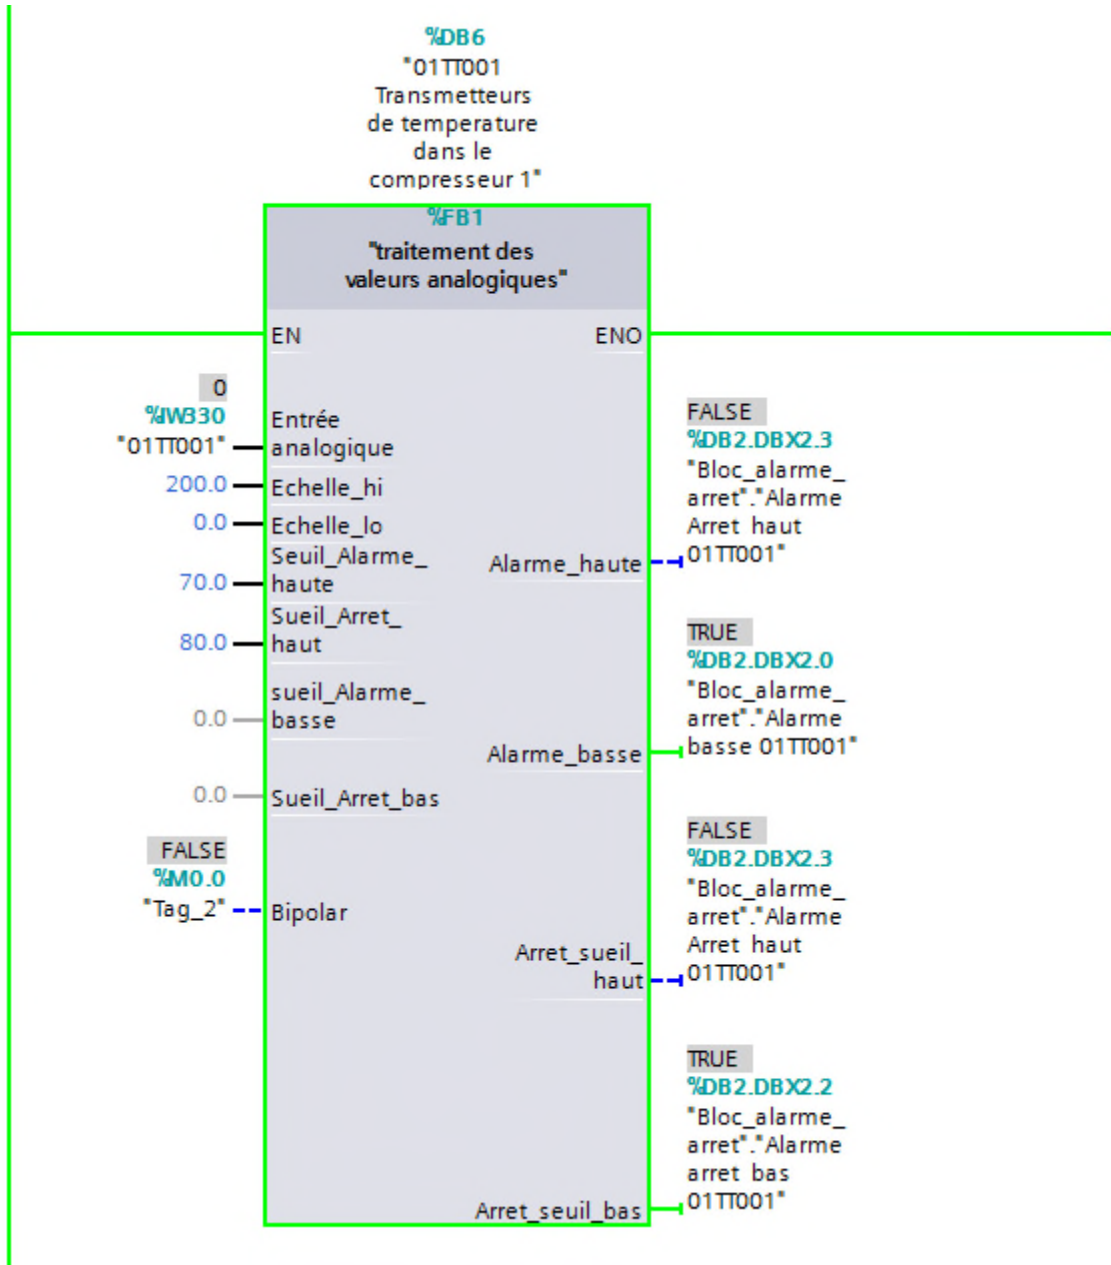 %DB6
"01TT001
Transmetteurs
de temperature
dans le
compresseur 1"
%FB1
"traitement des
valeurs analogiques"
EN
ENO
0
%IW330
"01TT001"
Entrée
analogique
200.0
Echelle_hi
0.0
Echelle_lo
70.0
Seuil_Alarme_
haute
80.0
Sueil_Arret_
haut
0.0
sueil_Alarme_
basse
0.0
Sueil_Arret_bas
FALSE
%M0.0
"Tag_2"
Bipolar
Alarme_haute
FALSE
%DB2.DBX2.3
"Bloc_alarme_
arret"."Alarme
Arret haut
01TT001"
Alarme_basse
TRUE
%DB2.DBX2.0
"Bloc_alarme_
arret"."Alarme
basse 01TT001"
Arret_sueil_
haut
FALSE
%DB2.DBX2.3
"Bloc_alarme_
arret"."Alarme
Arret haut
01TT001"
Arret_seuil_bas
TRUE
%DB2.DBX2.2
"Bloc_alarme_
arret"."Alarme
arret bas
01TT001"